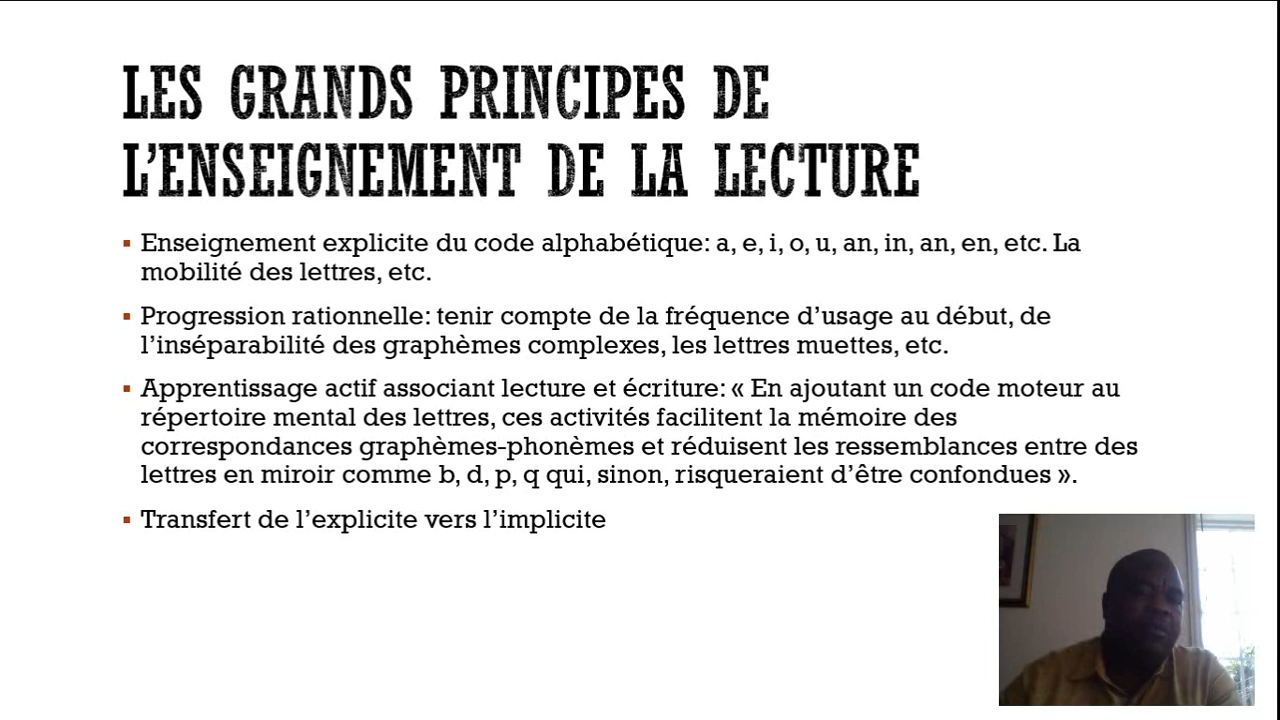 LES GRANDS PRINCIPES DE
L’ENSEIGNEMENT DE LA LECTURE
▪ Enseignement explicite du code alphabétique: a, e, i, o, u, an, in, an, en, etc. La
mobilité des lettres, etc.
▪ Progression rationnelle: tenir compte de la fréquence d’usage au début, de
l’inséparabilité des graphèmes complexes, les lettres muettes, etc.
▪ Apprentissage actif associant lecture et écriture: « En ajoutant un code moteur au
répertoire mental des lettres, ces activités facilitent la mémoire des
correspondances graphèmes-phonèmes et réduisent les ressemblances entre des
lettres en miroir comme b, d, p, q qui, sinon, risqueraient d’être confondues ».
▪ Transfert de l’explicite vers l’implicite